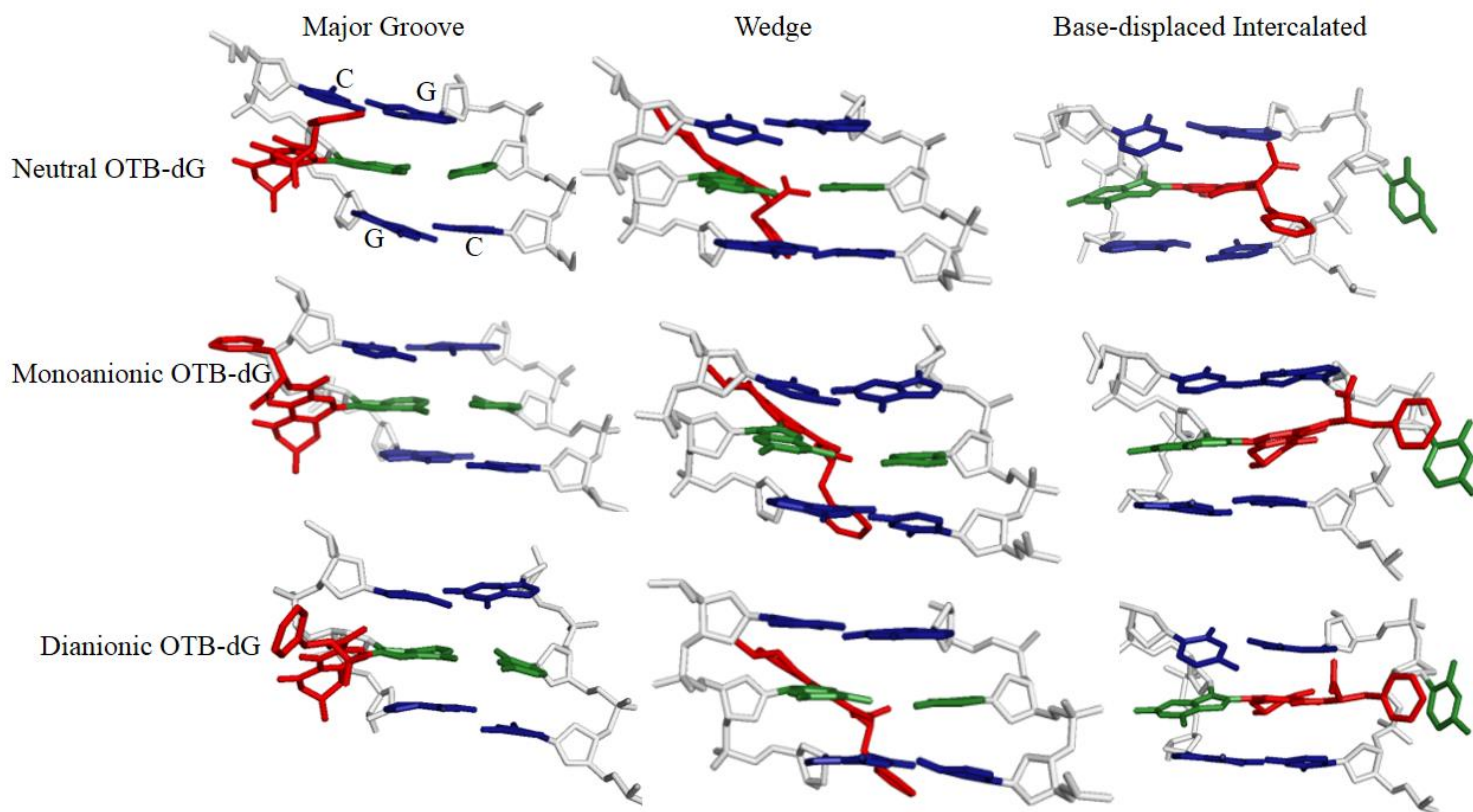 Major Groove
Wedge
Base-displaced Intercalated
C
G
Neutral OTB-dG
G
C
Monoanionic OTB-dG
Dianionic OTB-dG